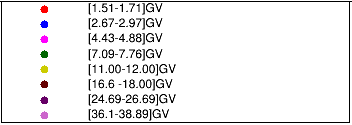 [1.51-1.71]GV
[2.67-2.97]GV
[4.43-4.88]GV
[7.09-7.76]GV
[11.00-12.00]GV
[16.6 -18.00]GV
[24.69-26.69]GV
[36.1-38.89]GV